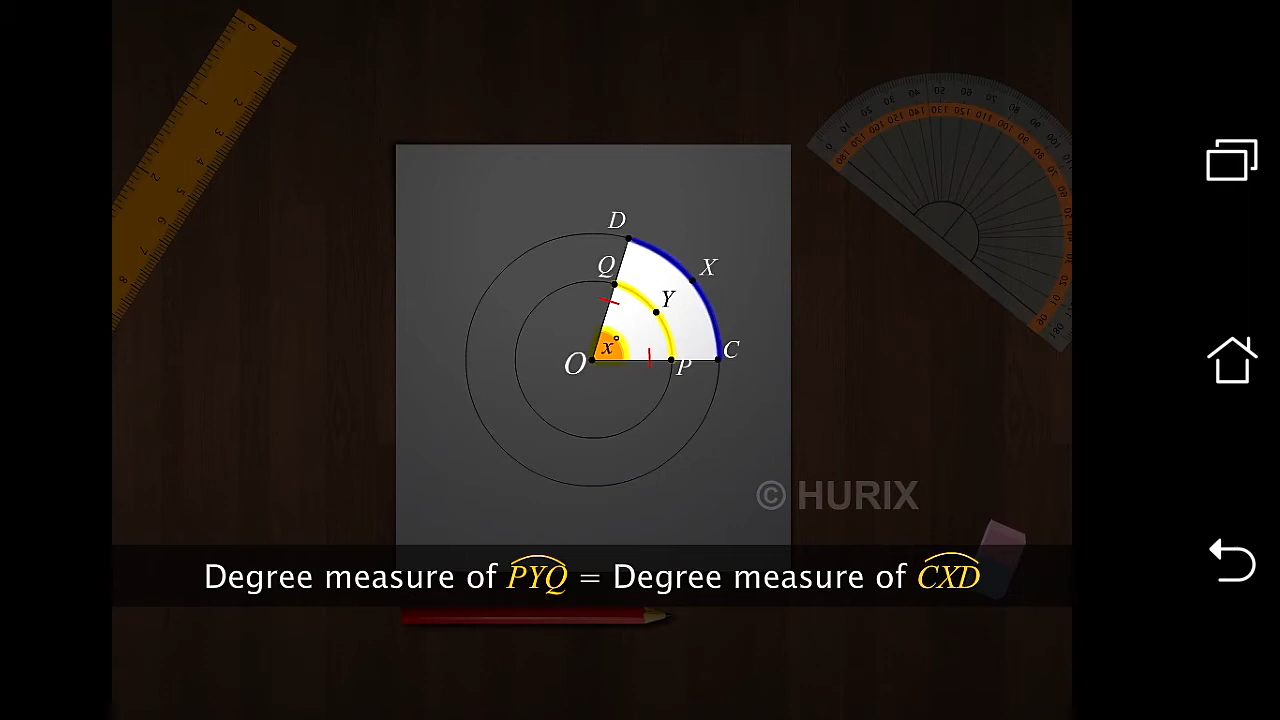 D
X
Q
Y
x°
O
P
C
© HURIX
Degree measure of PYQ = Degree measure of CXD